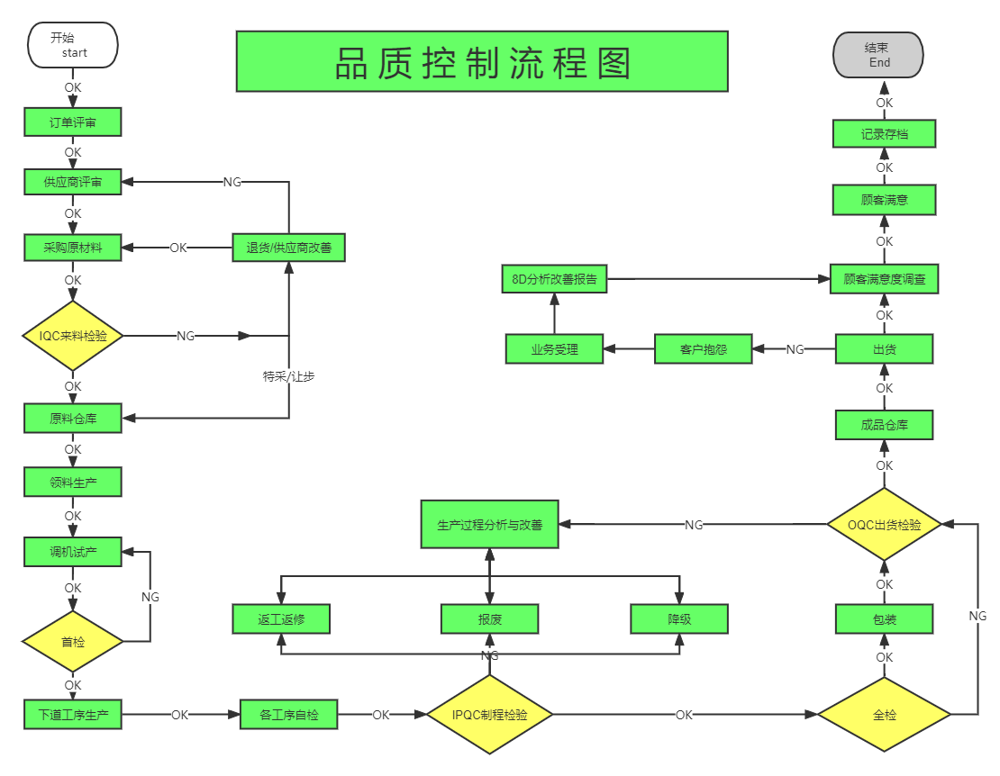 品质控制流程图
开始
start
OK
订单评审
OK
供应商评审
NG
OK
采购原材料
OK
退货/供应商改善
OK
IQC来料检验
NG
特采/让步
OK
原料仓库
OK
领料生产
OK
调机试产
OK
NG
首检
OK
下道工序生产
OK
各工序自检
OK
IPQC制程检验
NG
返工返修
报废
降级
生产过程分析与改善
OK
全检
NG
OK
包装
OK
OQC出货检验
NG
OK
成品仓库
OK
出货
NG
客户抱怨
业务受理
8D分析改善报告
OK
顾客满意度调查
OK
顾客满意
OK
记录存档
OK
结束
End